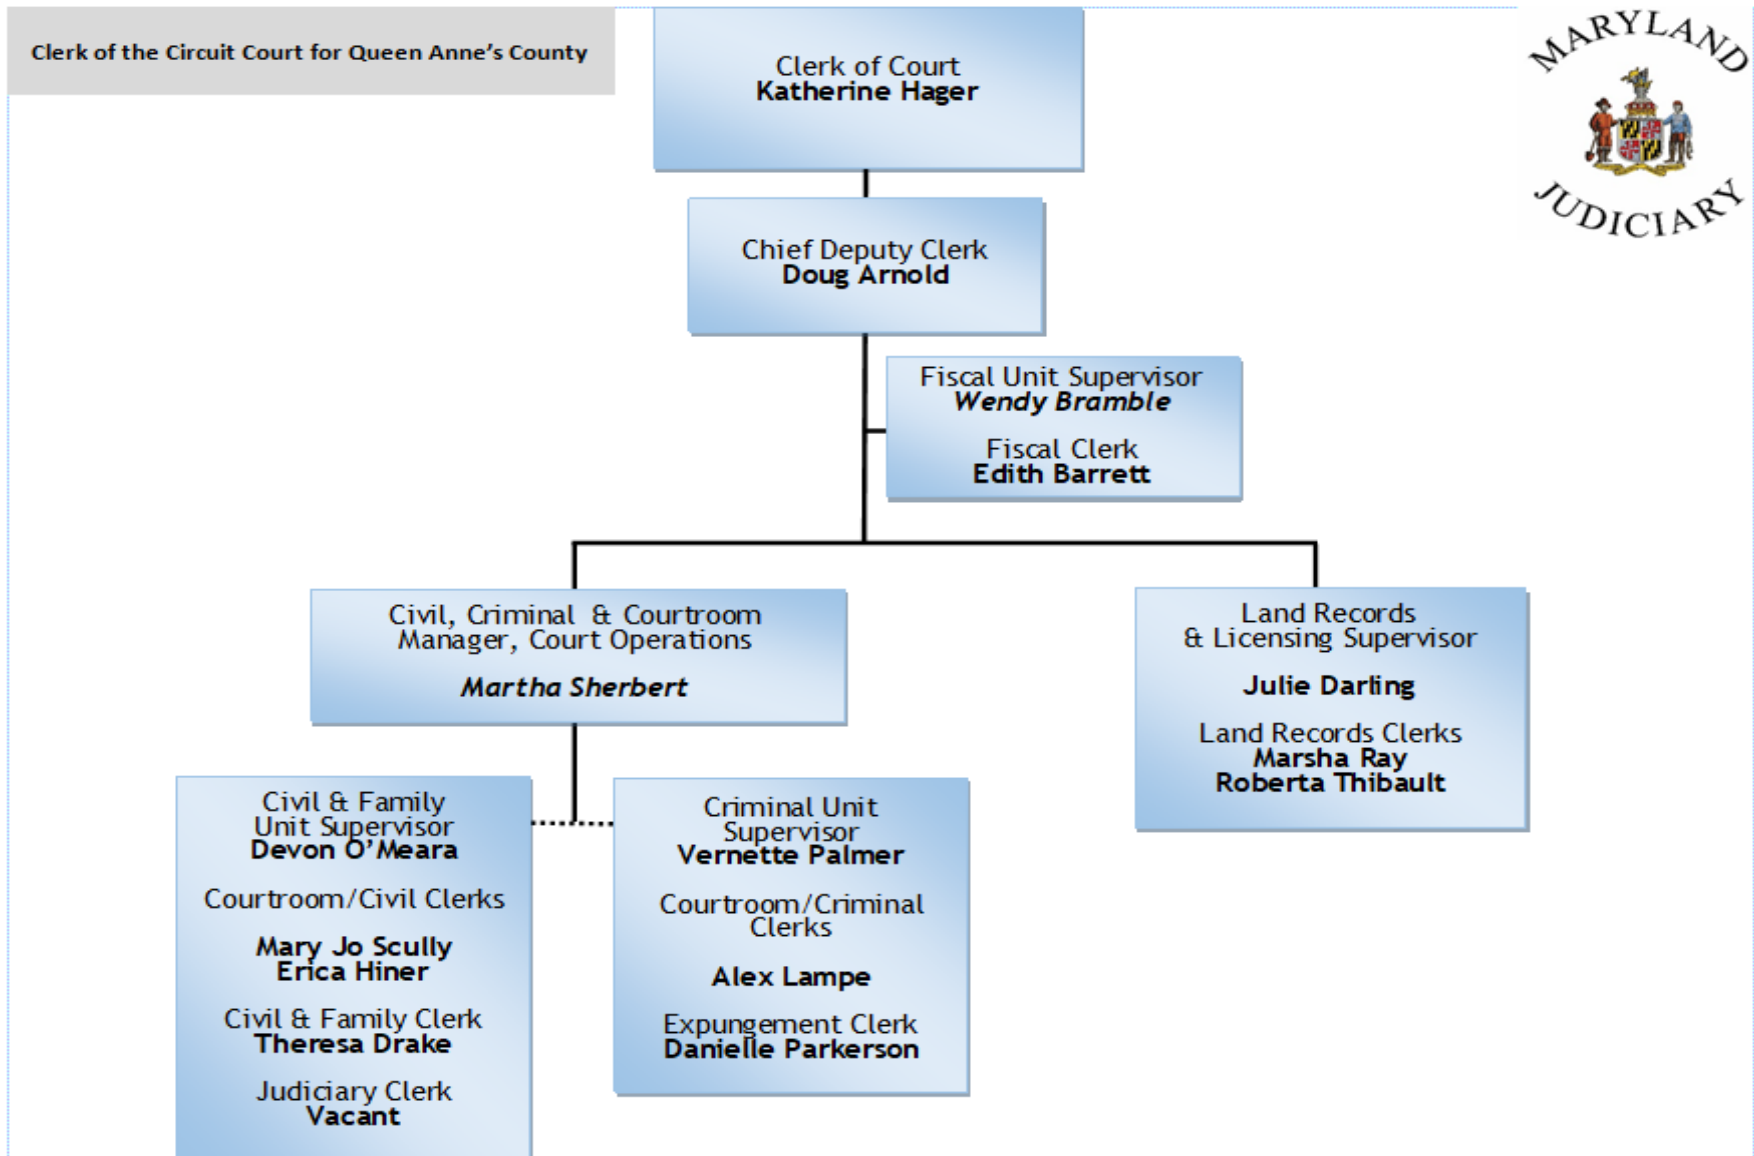 Clerk of the Circuit Court for Queen Anne's County
MARYLAND
JUDICIARY
Clerk of Court
Katherine Hager
Chief Deputy Clerk
Doug Arnold
Fiscal Unit Supervisor
Wendy Bramble
Fiscal Clerk
Edith Barrett
Civil, Criminal & Courtroom
Manager, Court Operations
Martha Sherbert
Land Records
& Licensing Supervisor
Julie Darling
Land Records Clerks
Marsha Ray
Roberta Thibault
Civil & Family
Unit Supervisor
Devon O'Meara
Courtroom/Civil Clerks
Mary Jo Scully
Erica Hiner
Civil & Family Clerk
Theresa Drake
Judiciary Clerk
Vacant
Criminal Unit
Supervisor
Vernette Palmer
Courtroom/Criminal
Clerks
Alex Lampe
Expungement Clerk
Danielle Parkerson